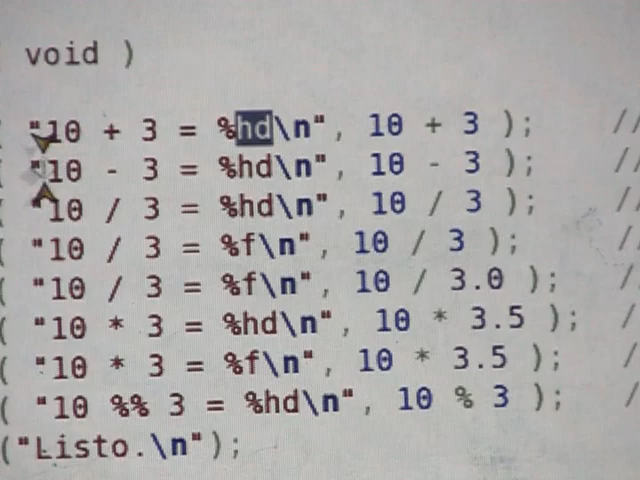 void )
( "10 + 3 = %hd\n", 10 + 3 ); //
( "10 - 3 = %hd\n", 10 - 3 ); //
( "10 / 3 = %hd\n", 10 / 3 ); //
( "10 / 3 = %f\n", 10 / 3 ); //
( "10 / 3 = %f\n", 10 / 3.0 ); //
( "10 * 3 = %hd\n", 10 * 3.5 ); /
( "10 * 3 = %f\n", 10 * 3.5 ); /
( "10 %% 3 = %hd\n", 10 % 3 ); /
("Listo.\n");